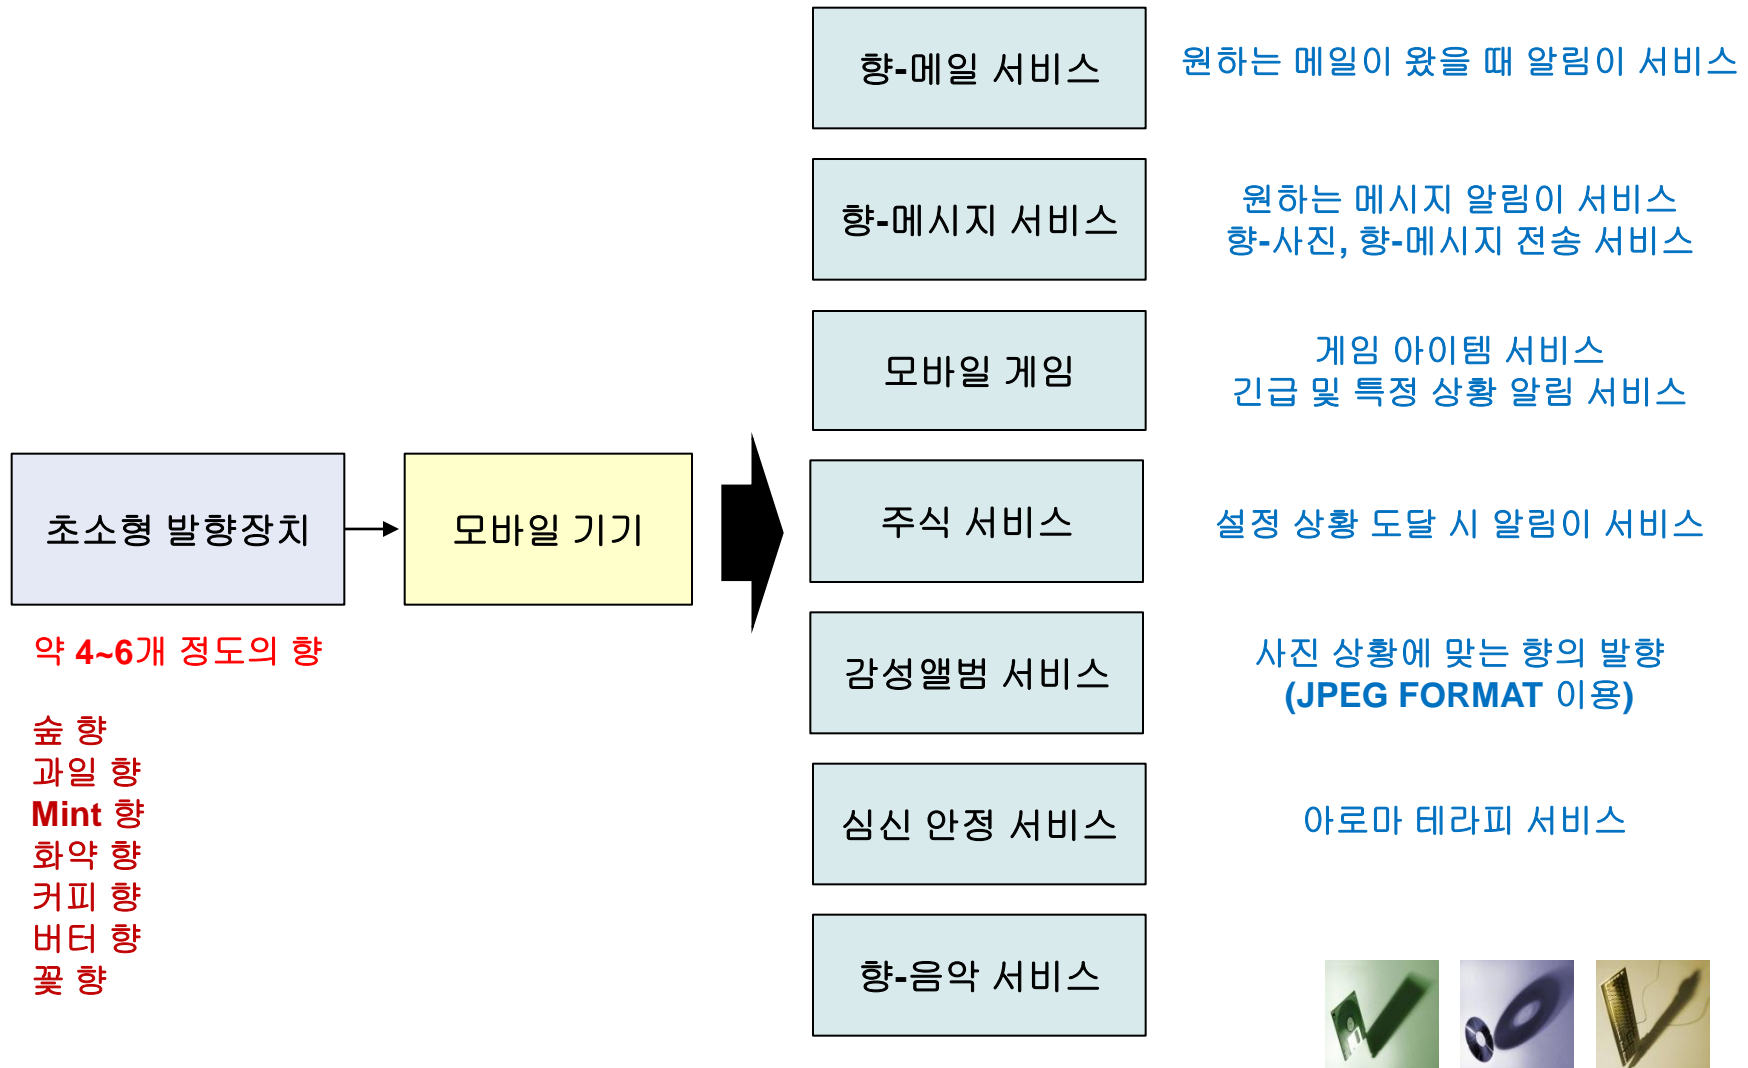 향-메일 서비스
원하는 메일이 왔을 때 알림이 서비스
향-메시지 서비스
원하는 메시지 알림이 서비스
향-사진, 향-메시지 전송 서비스
모바일 게임
게임 아이템 서비스
긴급 및 특정 상황 알림 서비스
초소형 발향장치
모바일 기기
주식 서비스
설정 상황 도달 시 알림이 서비스
약 4~6개 정도의 향
숲 향
과일 향
Mint 향
화약 향
커피 향
버터 향
꽃 향
감성앨범 서비스
사진 상황에 맞는 향의 발향
(JPEG FORMAT 이용)
심신 안정 서비스
아로마 테라피 서비스
향-음악 서비스